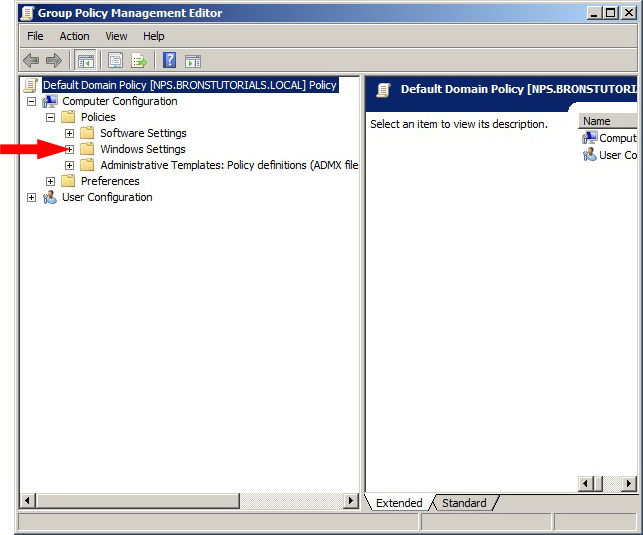 Group Policy Management Editor
File Action View Help
Default Domain Policy [NPS.BRONSTUTORIALS.LOCAL] Policy
Computer Configuration
Policies
Software Settings
Windows Settings
Administrative Templates: Policy definitions (ADMX file
Preferences
User Configuration
Default Domain Policy [NPS.BRONSTUTORI
Select an item to view its description.
Name
Comput
User Co
Extended Standard